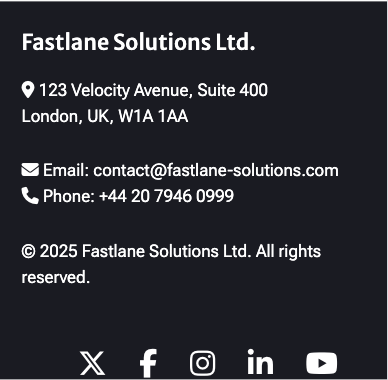 Fastlane Solutions Ltd.
123 Velocity Avenue, Suite 400
London, UK, W1A 1AA
Email: contact@fastlane-solutions.com
Phone: +44 20 7946 0999
© 2025 Fastlane Solutions Ltd. All rights
reserved.